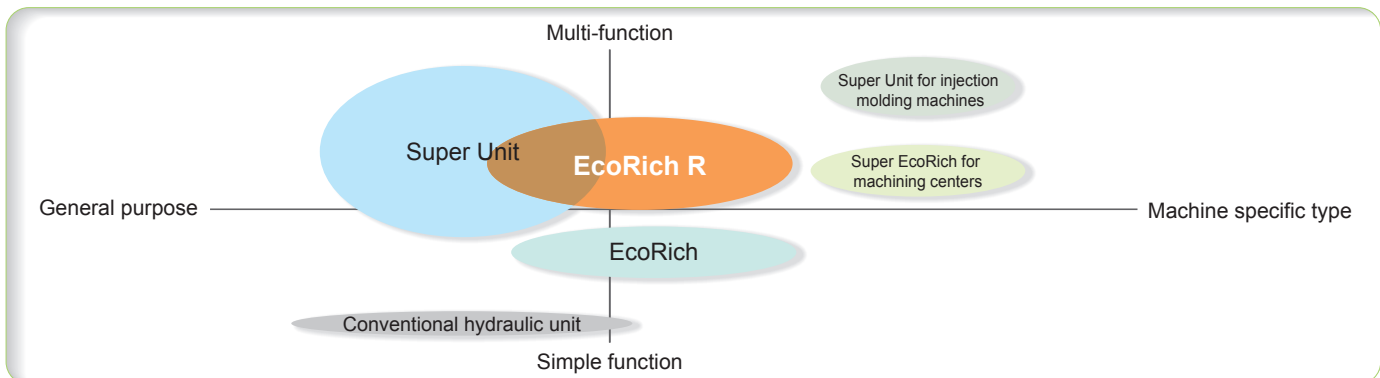 Multi-function
Super Unit for injection
molding machines
Super Unit
EcoRich R
Super EcoRich for
machining centers
General purpose
Machine specific type
EcoRich
Conventional hydraulic unit
Simple function